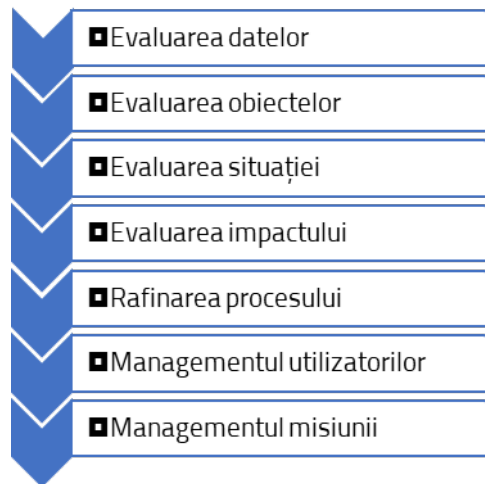 Evaluarea datelor
Evaluarea obiectelor
Evaluarea situației
Evaluarea impactului
Rafinarea procesului
Managementul utilizatorilor
Managementul misiunii